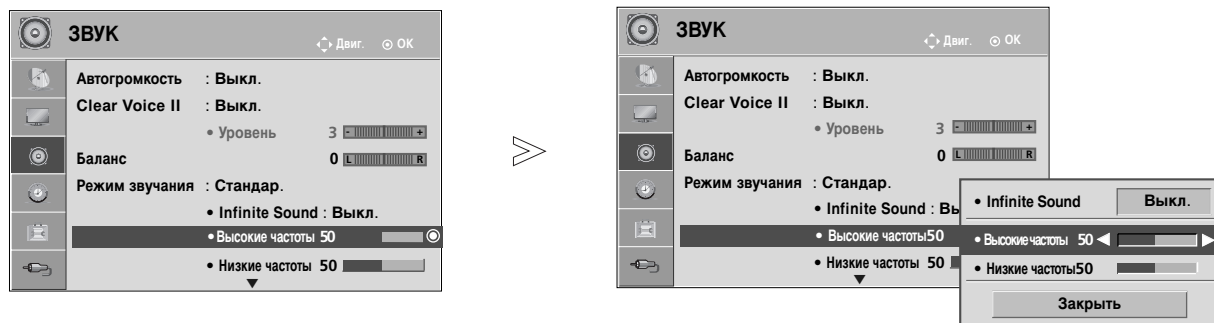 ЗВУК
Двиг. OK
Автогромкость : Выкл.
Clear Voice II : Выкл.
• Уровень 3 - +
Баланс 0 L R
Режим звучания : Стандар.
• Infinite Sound : Выкл.
• Высокие частоты 50
• Низкие частоты 50
ЗВУК
Двиг. OK
Автогромкость : Выкл.
Clear Voice II : Выкл.
• Уровень 3 - +
Баланс 0 L R
Режим звучания : Стандар.
• Infinite Sound : Вы
• Высокие частоты50
• Низкие частоты 50
• Infinite Sound Выкл.
• Высокие частоты 50
• Низкие частоты50
Закрыть